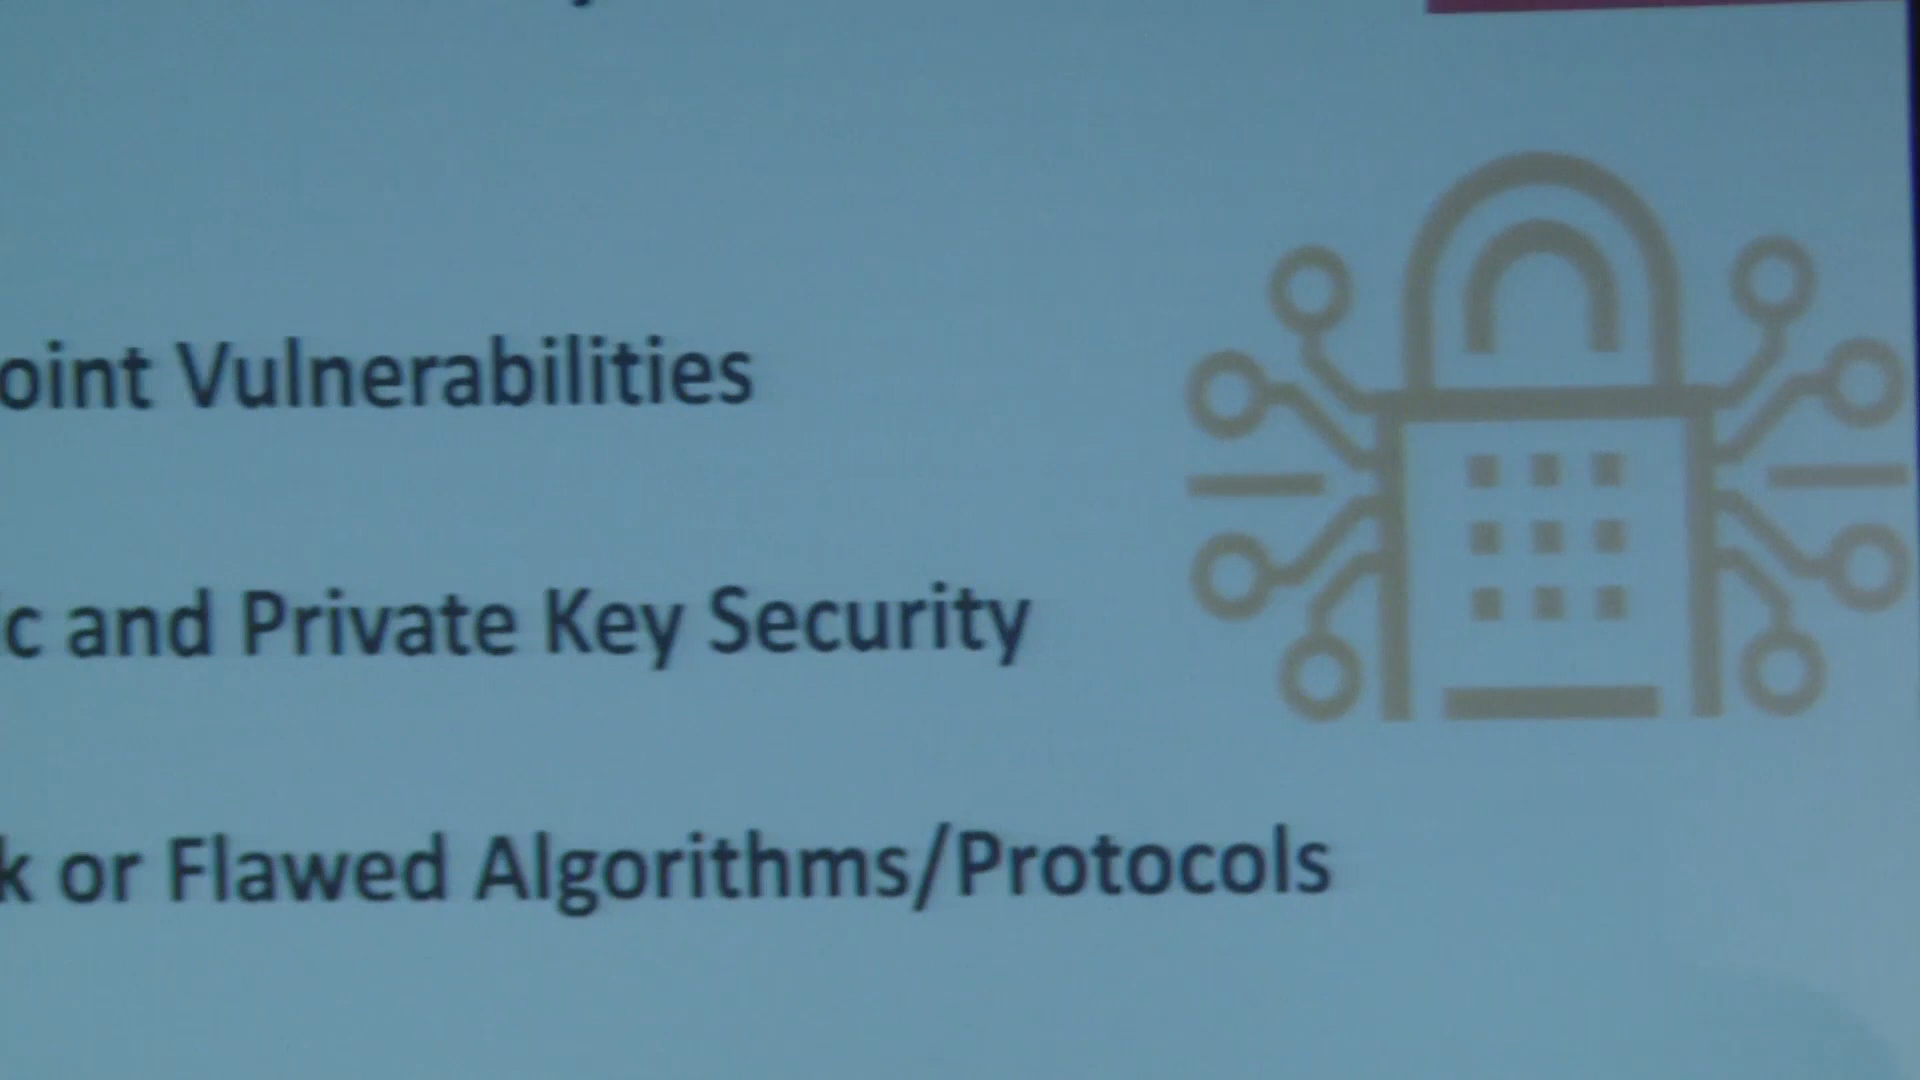 oint Vulnerabilities
c and Private Key Security
k or Flawed Algorithms/Protocols